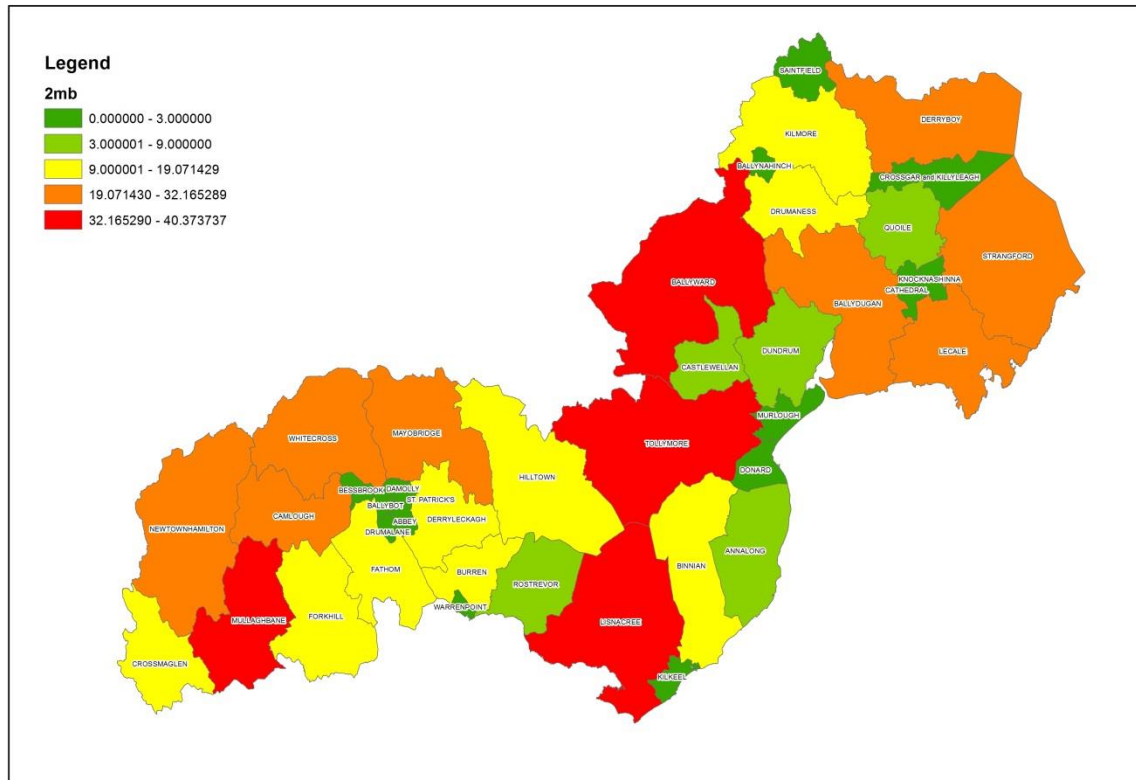 Legend
2mb
0.000000 - 3.000000
3.000001 - 9.000000
9.000001 - 19.071429
19.071430 - 32.165289
32.165290 - 40.373737
SAINTFIELD
DERRYBOY
KILMORE
BALLYNAHINCH
CROSSGAR and KILLYLEAGH
DRUMANESS
QUOILE
STRANGFORD
KNOCKNASHINNA
BALLYWARD
CATHEDRAL
BALLYDUGAN
DUNDRUM
LECALE
CASTLEWELLAN
MURLOUGH
MAYOBRIDGE
WHITECROSS
TOLLYMORE
DONARD
HILLTOWN
BESSBROOK
DAMOLLY
ST. PATRICK'S
BALLYBOT
CAMLOUGH
DERRYLECKAGH
ABBEY
NEWTOWNHAMILTON
DRUMALANE
ANNALONG
FATHOM
BURREN
BINNIAN
ROSTREVOR
WARRENPOINT
FORKHILL
MULLAGHBANE
LISNACREE
CROSSMAGLEN
KILKEEL